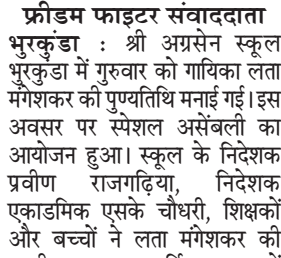 फ्रीडम फाइटर संवाददाता
भुरकुंडा : श्री अग्रसेन स्कूल
भुरकुंडा में गुरुवार को गायिका लता
मंगेशकर की पुण्यतिथि मनाई गई। इस
अवसर पर स्पेशल असेंबली का
आयोजन हुआ। स्कूल के निदेशक
प्रवीण राजगढ़िया, निदेशक
एकाडमिक एसके चौधरी, शिक्षकों
और बच्चों ने लता मंगेशकर की